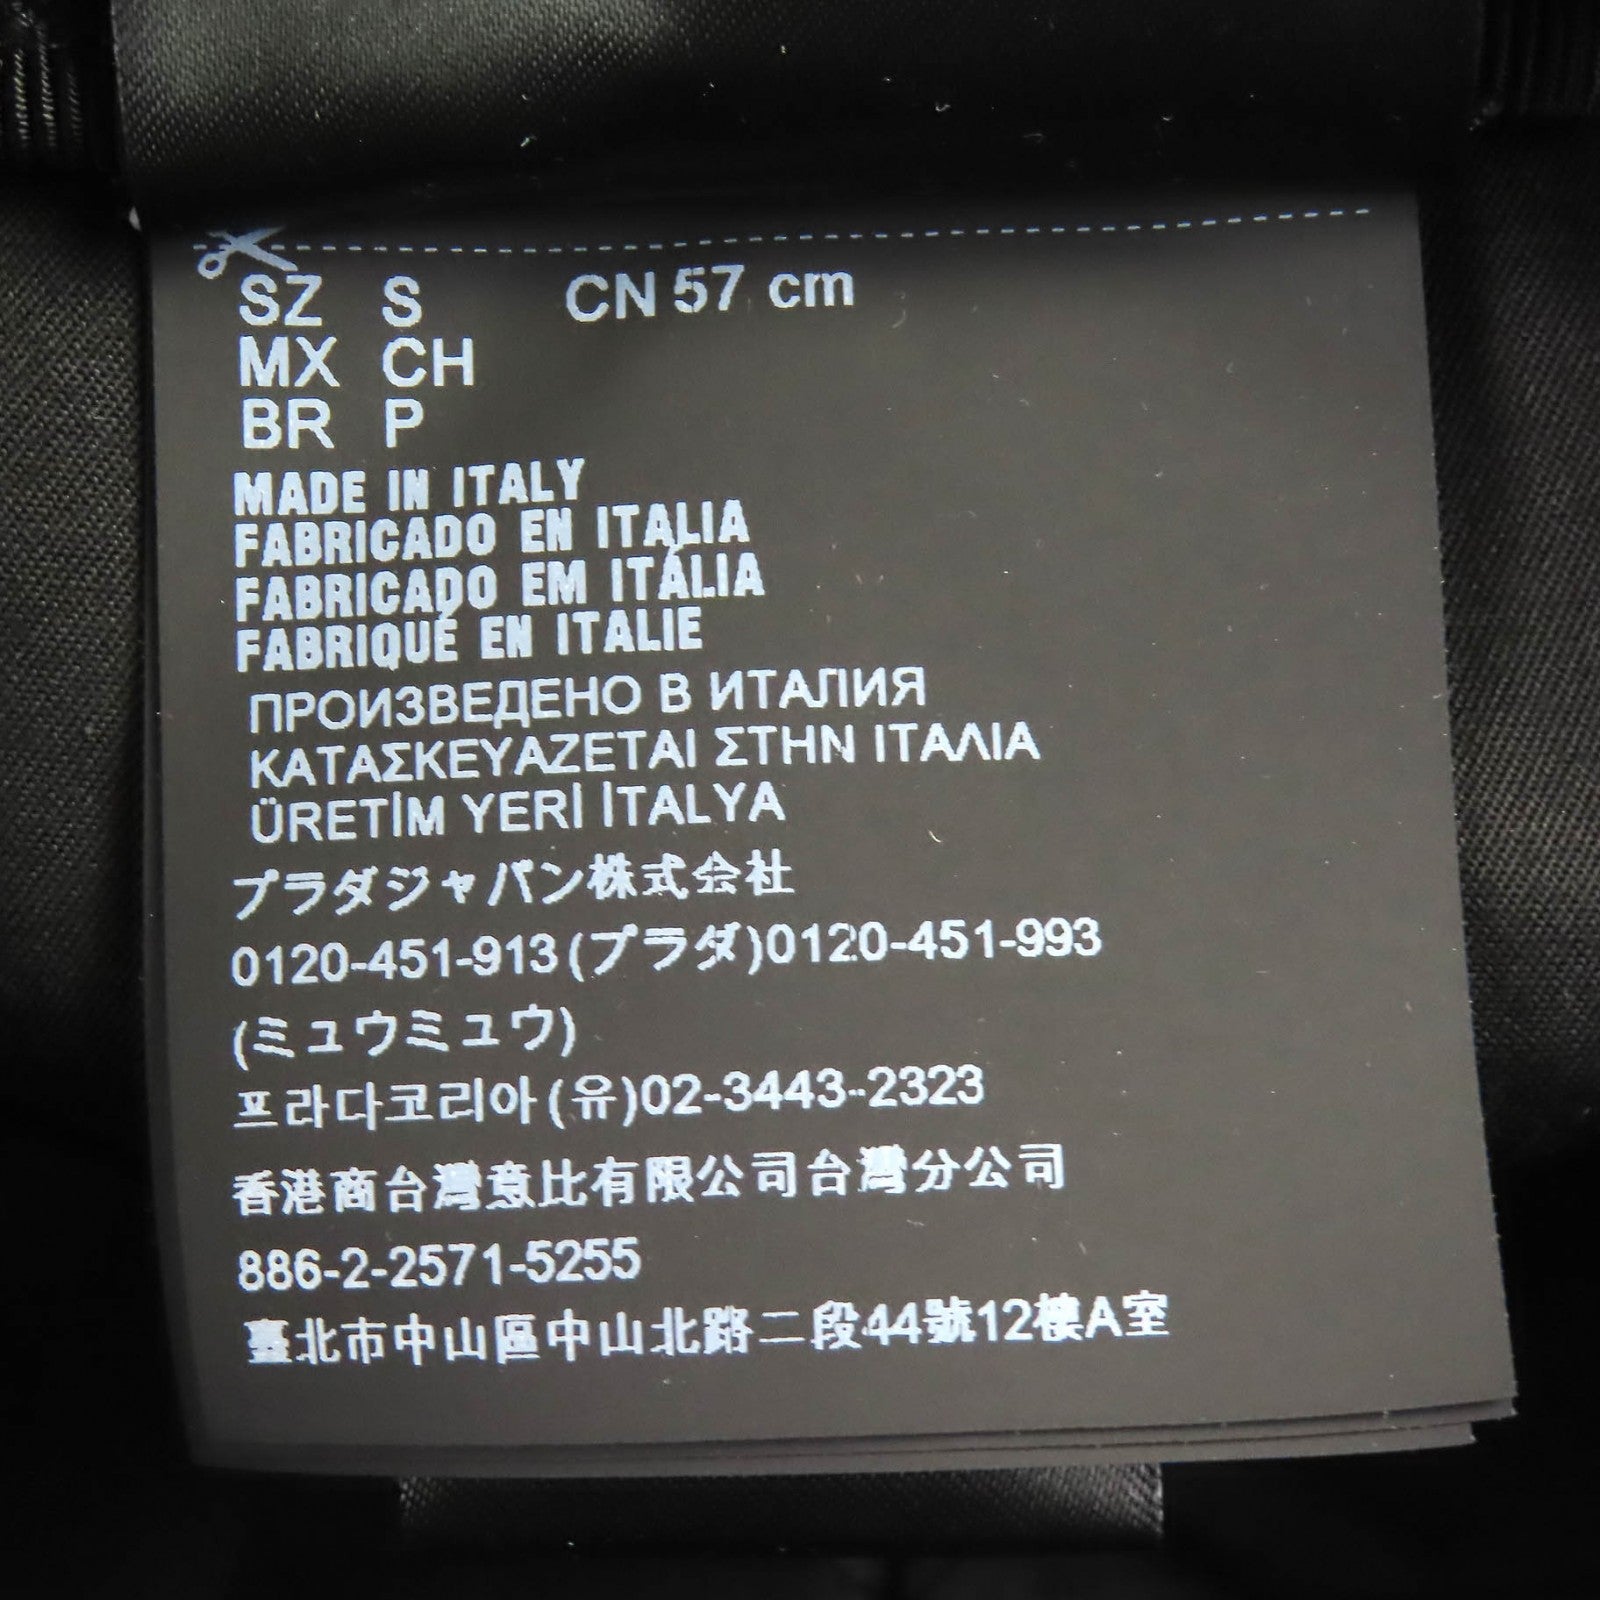 SZ S CN 57 cm
MX CH
BR P
MADE IN ITALY
FABRICADO EN ITALIA
FABRICADO EM ITÁLIA
FABRIQUÉ EN ITALIE
ПРОИЗВЕДЕНО В ИТАЛИЯ
ΚΑΤΑΣΚΕΥΑΖΕΤΑΙ ΣΤΗΝ ΙΤΑΛΙΑ
ÜRETİM YERİ İTALYA
プラダジャパン株式会社
0120-451-913(プラダ)0120-451-993
(ミュウミュウ)
프라다코리아(유)02-3443-2323
香港商台灣意比有限公司台灣分公司
886-2-2571-5255
臺北市中山區中山北路二段44號12樓A室